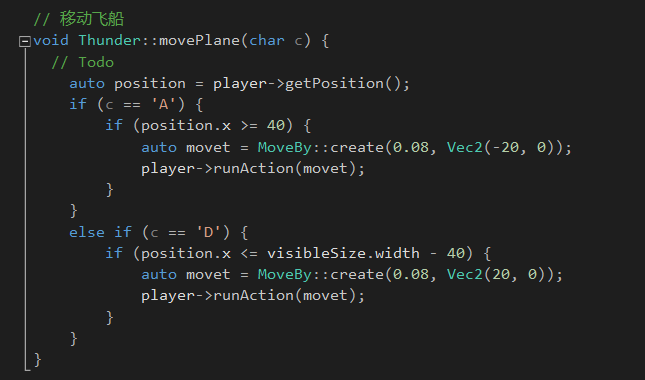 // 移动飞船
void Thunder::movePlane(char c) {
  // Todo
    auto position = player->getPosition();
    if (c == 'A') {
        if (position.x >= 40) {
            auto movet = MoveBy::create(0.08, Vec2(-20, 0));
            player->runAction(movet);
        }
    }
    else if (c == 'D') {
        if (position.x <= visibleSize.width - 40) {
            auto movet = MoveBy::create(0.08, Vec2(20, 0));
            player->runAction(movet);
        }
    }
}